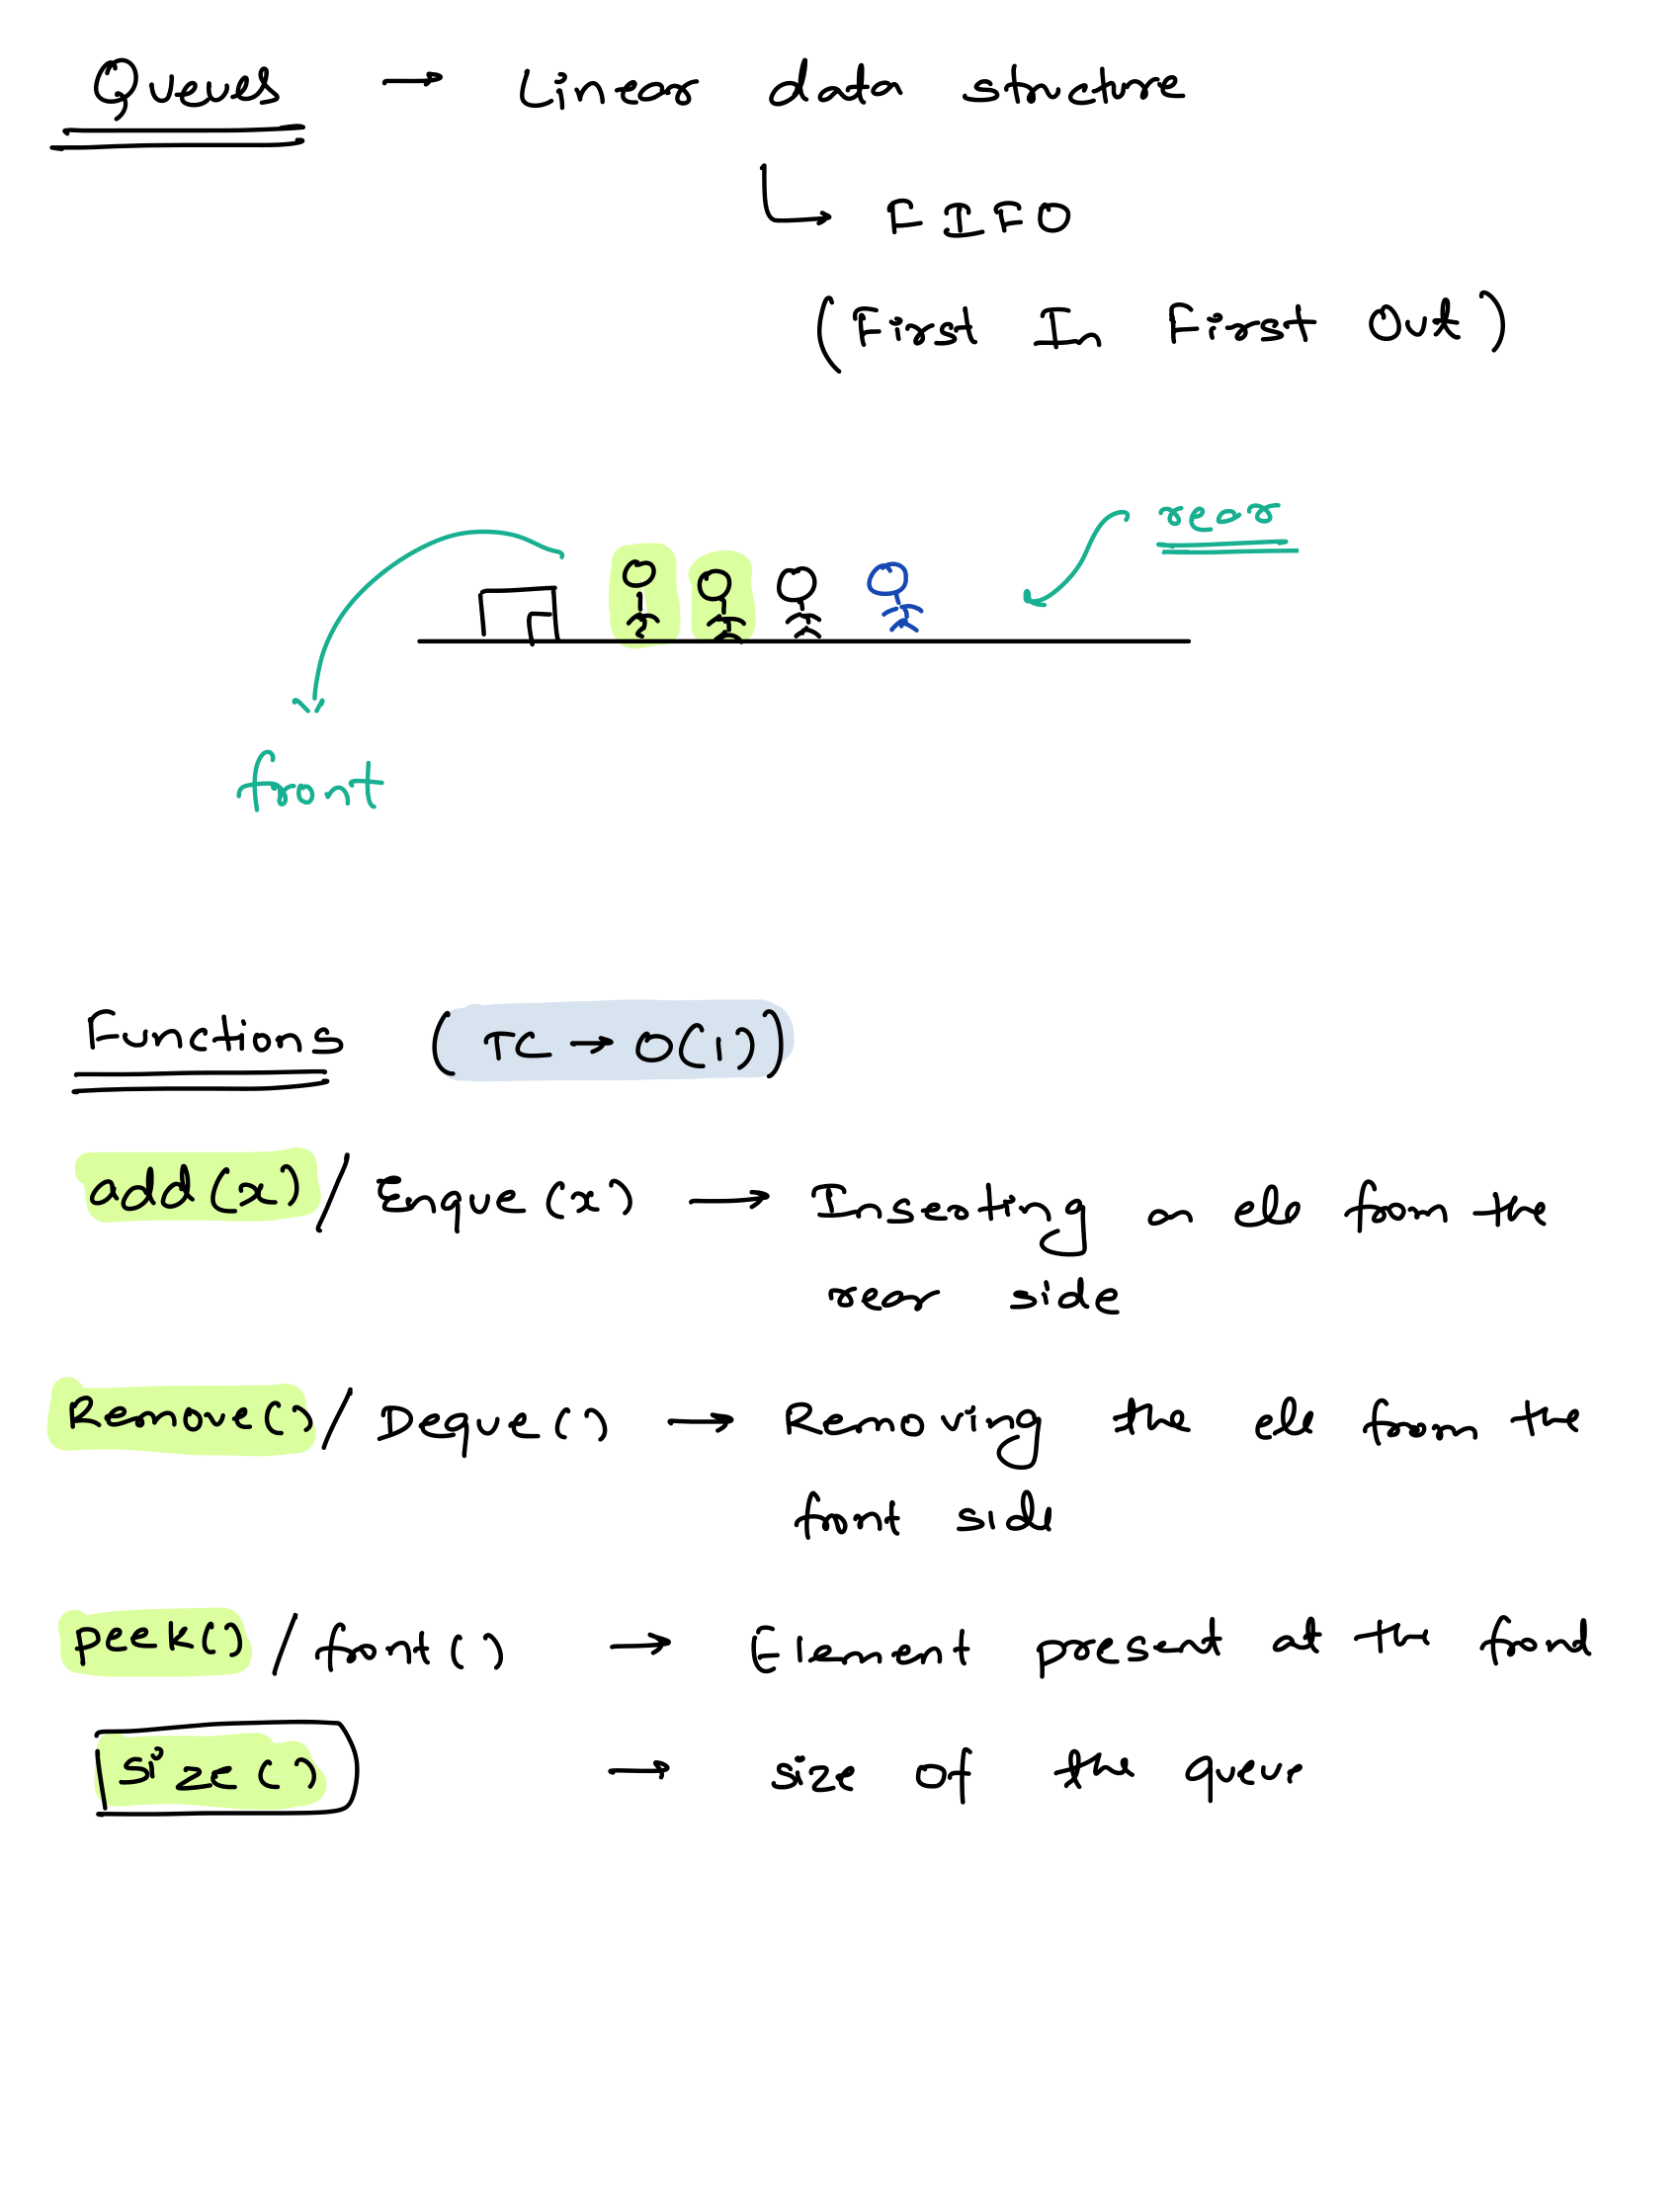 Queues → Linear data structure
→ FIFO
(First In First Out)
rear
front
Functions (TC → O(1))
add(x) / Enque(x) → Inserting an ele from the
rear side
Remove() / Deque() → Removing the ele from the
front side
peek() / front() → Element present at the frond
size() → size of the queue